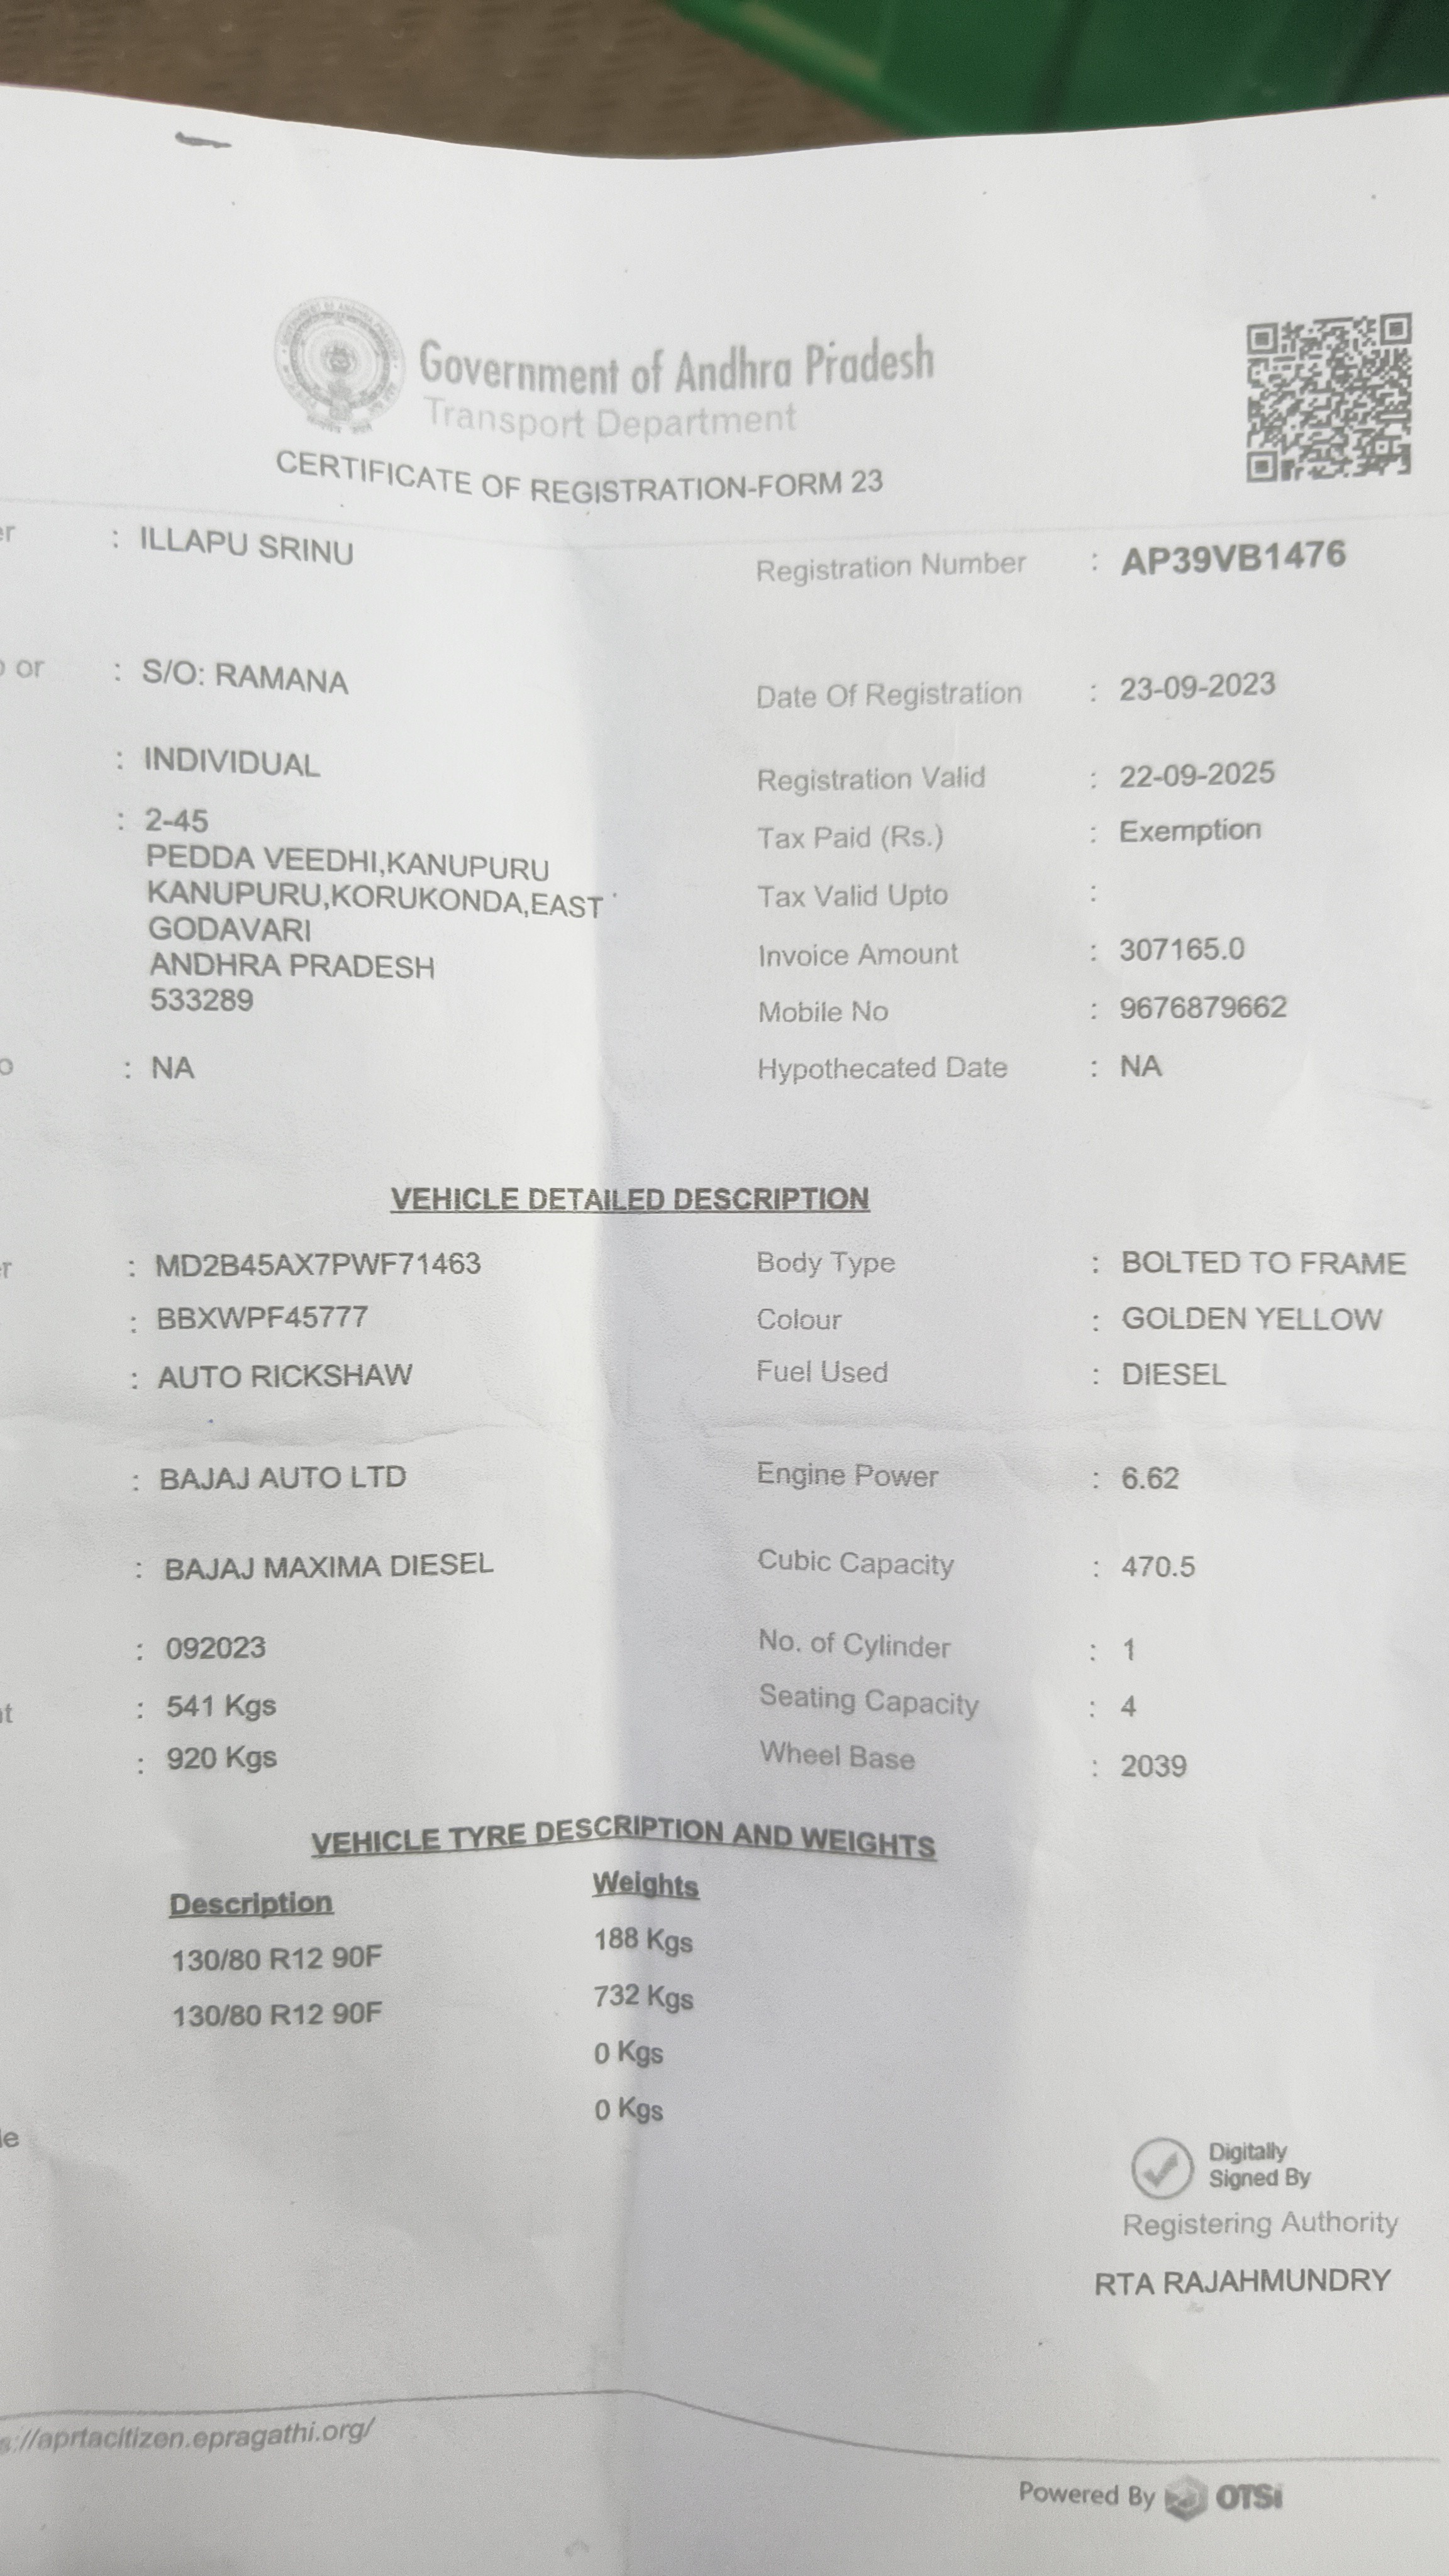 Government of Andhra Pradesh
Transport Department
CERTIFICATE OF REGISTRATION-FORM 23
: ILLAPU SRINU
Registration Number : AP39VB1476
or : S/O: RAMANA
Date Of Registration : 23-09-2023
: INDIVIDUAL
Registration Valid : 22-09-2025
: 2-45
PEDDA VEEDHI,KANUPURU
KANUPURU,KORUKONDA,EAST
GODAVARI
ANDHRA PRADESH
533289
Tax Paid (Rs.) : Exemption
Tax Valid Upto :
Invoice Amount : 307165.0
Mobile No : 9676879662
: NA
Hypothecated Date : NA
VEHICLE DETAILED DESCRIPTION
: MD2B45AX7PWF71463
Body Type : BOLTED TO FRAME
: BBXWPF45777
Colour : GOLDEN YELLOW
: AUTO RICKSHAW
Fuel Used : DIESEL
: BAJAJ AUTO LTD
Engine Power : 6.62
: BAJAJ MAXIMA DIESEL
Cubic Capacity : 470.5
: 092023
No. of Cylinder : 1
: 541 Kgs
Seating Capacity : 4
: 920 Kgs
Wheel Base : 2039
VEHICLE TYRE DESCRIPTION AND WEIGHTS
Description Weights
130/80 R12 90F 188 Kgs
130/80 R12 90F 732 Kgs
0 Kgs
0 Kgs
Digitally
Signed By
Registering Authority
RTA RAJAHMUNDRY
s://aprtacitizen.epragathi.org/
Powered By OTSi